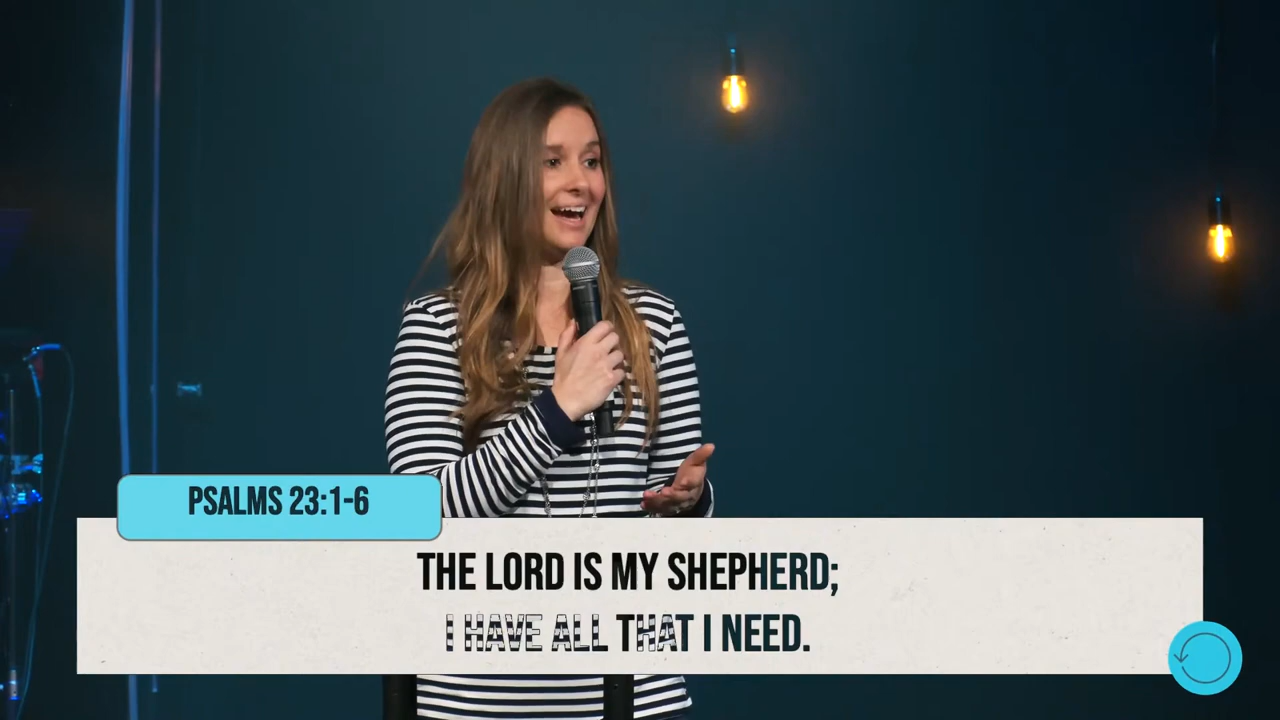 PSALMS 23:1-6
THE LORD IS MY SHEPHERD;
I HAVE ALL THAT I NEED.